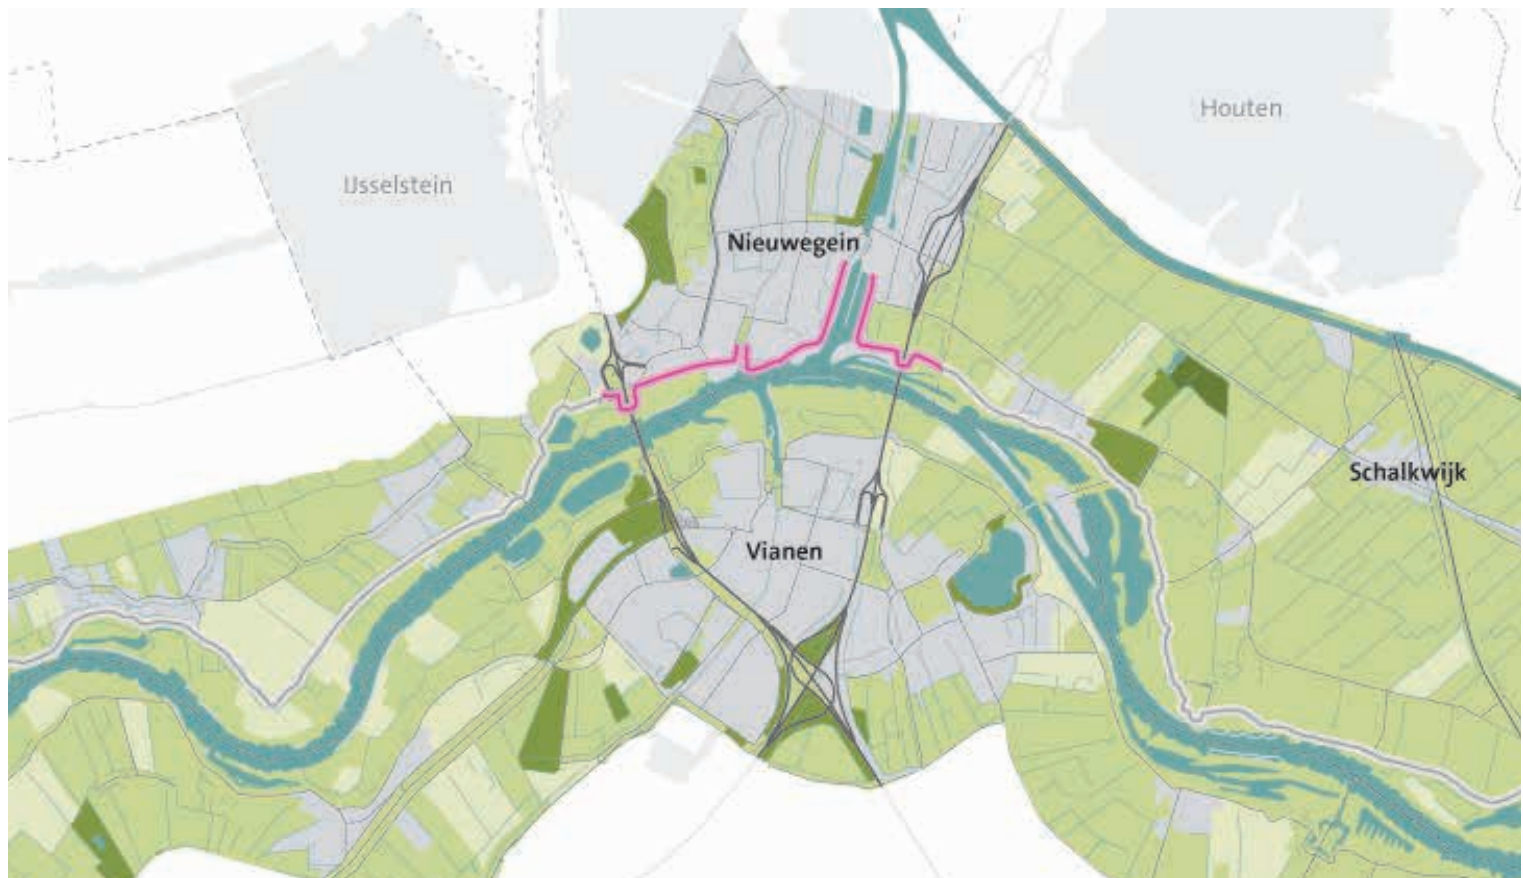 Houten
IJsselstein
Nieuwegein
Schalkwijk
Vianen